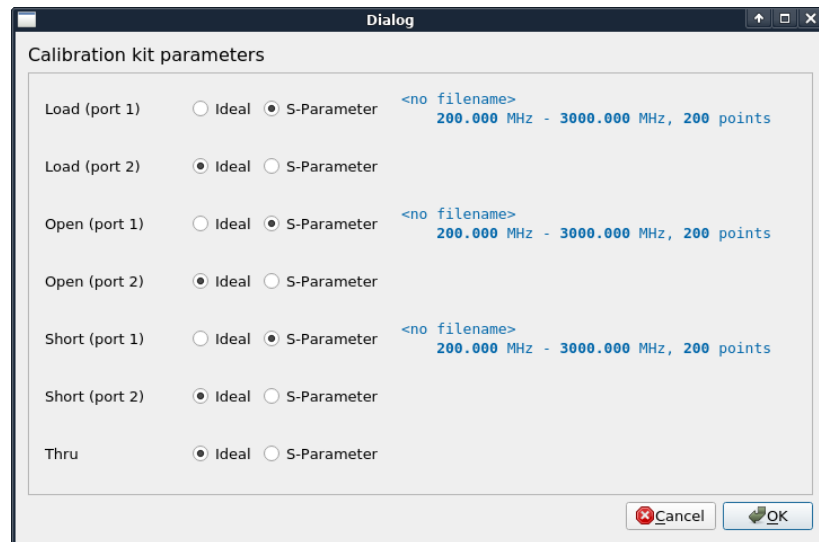 Dialog
Calibration kit parameters
Load (port 1) Ideal S-Parameter <no filename>
200.000 MHz - 3000.000 MHz, 200 points
Load (port 2) Ideal S-Parameter
Open (port 1) Ideal S-Parameter <no filename>
200.000 MHz - 3000.000 MHz, 200 points
Open (port 2) Ideal S-Parameter
Short (port 1) Ideal S-Parameter <no filename>
200.000 MHz - 3000.000 MHz, 200 points
Short (port 2) Ideal S-Parameter
Thru Ideal S-Parameter
Cancel OK